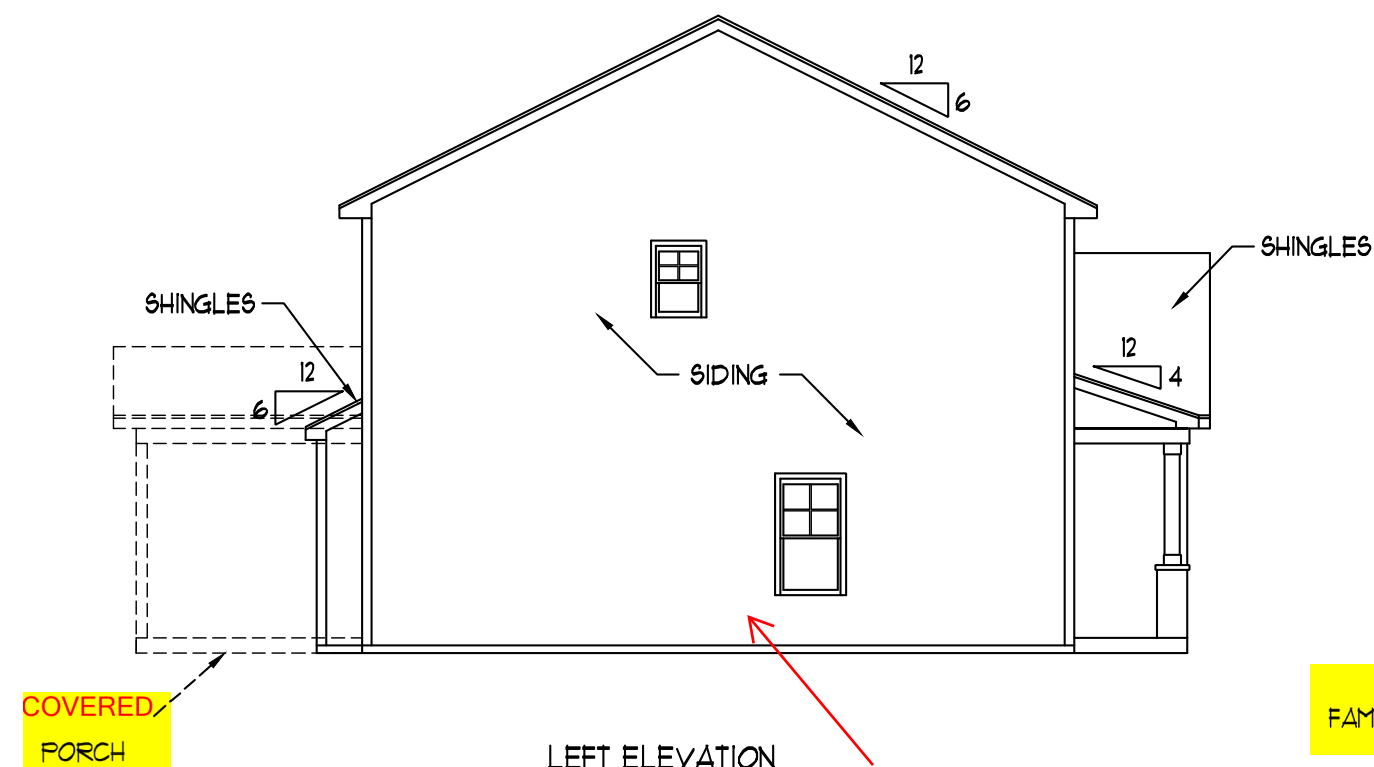 12
6
SHINGLES
SHINGLES
12
6
SIDING
12
4
COVERED
PORCH
FAM
LEFT ELEVATION